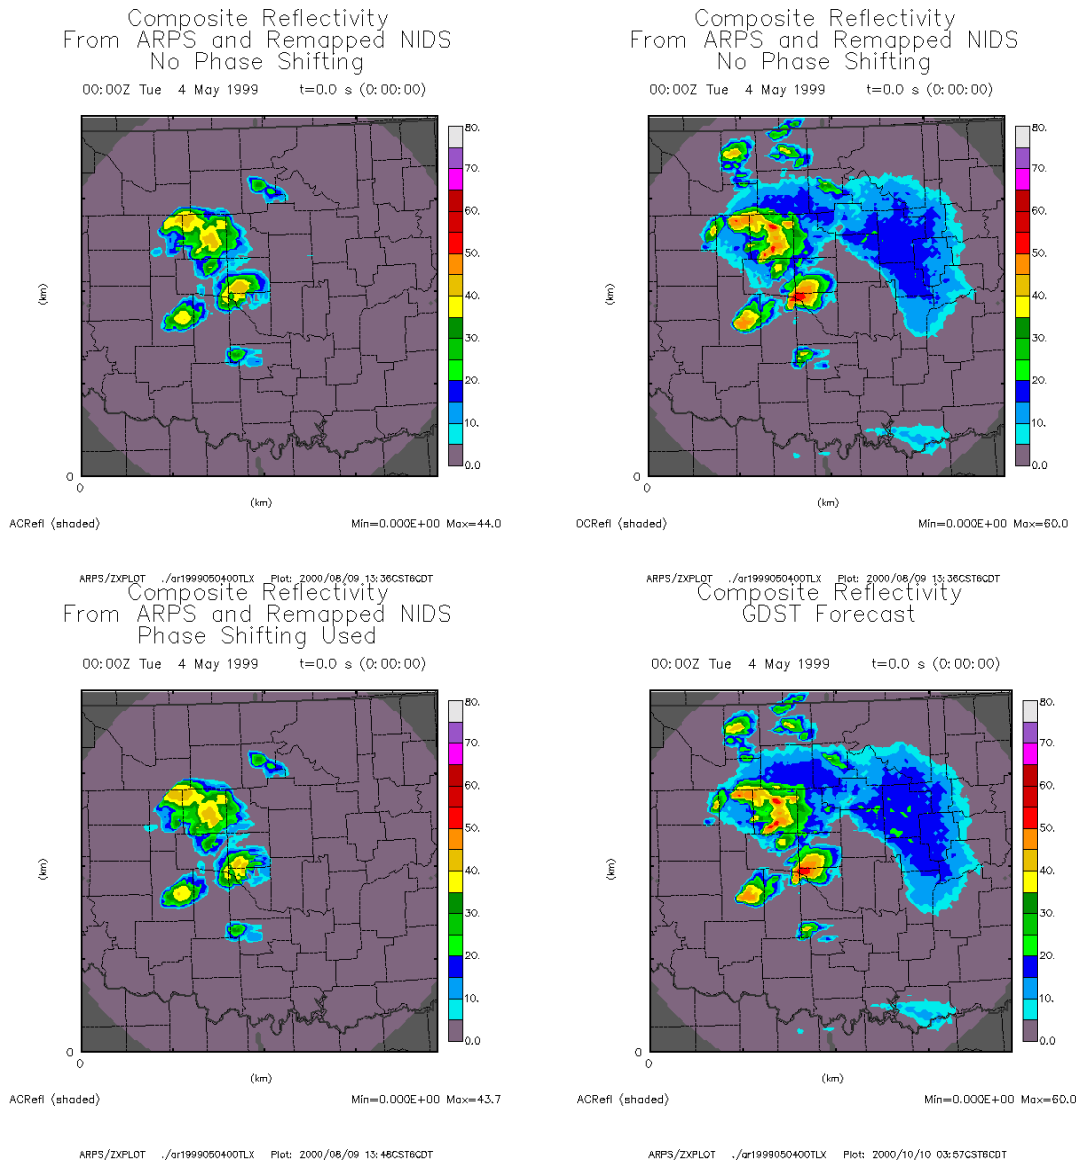 Composite Reflectivity
From ARPS and Remapped NIDS
No Phase Shifting
00:00Z Tue 4 May 1999 t=0.0 s (0:00:00)
80.
70.
60.
50.
40.
30.
20.
10.
0.0
(km)
0
0
(km)
ACRefl (shaded)
Min=0.000E+00 Max=44.0
ARPS/ZXPLOT ./ar1999050400TLX Plot: 2000/08/09 13:36CST6CDT
Composite Reflectivity
From ARPS and Remapped NIDS
No Phase Shifting
00:00Z Tue 4 May 1999 t=0.0 s (0:00:00)
80.
70.
60.
50.
40.
30.
20.
10.
0.0
(km)
0
0
(km)
OCRefl (shaded)
Min=0.000E+00 Max=60.0
ARPS/ZXPLOT ./ar1999050400TLX Plot: 2000/08/09 13:36CST6CDT
Composite Reflectivity
From ARPS and Remapped NIDS
Phase Shifting Used
00:00Z Tue 4 May 1999 t=0.0 s (0:00:00)
80.
70.
60.
50.
40.
30.
20.
10.
0.0
(km)
0
0
(km)
ACRefl (shaded)
Min=0.000E+00 Max=43.7
ARPS/ZXPLOT ./ar1999050400TLX Plot: 2000/08/09 13:48CST6CDT
Composite Reflectivity
GDST Forecast
00:00Z Tue 4 May 1999 t=0.0 s (0:00:00)
80.
70.
60.
50.
40.
30.
20.
10.
0.0
(km)
0
0
(km)
ACRefl (shaded)
Min=0.000E+00 Max=60.0
ARPS/ZXPLOT ./ar1999050400TLX Plot: 2000/10/10 03:57CST6CDT